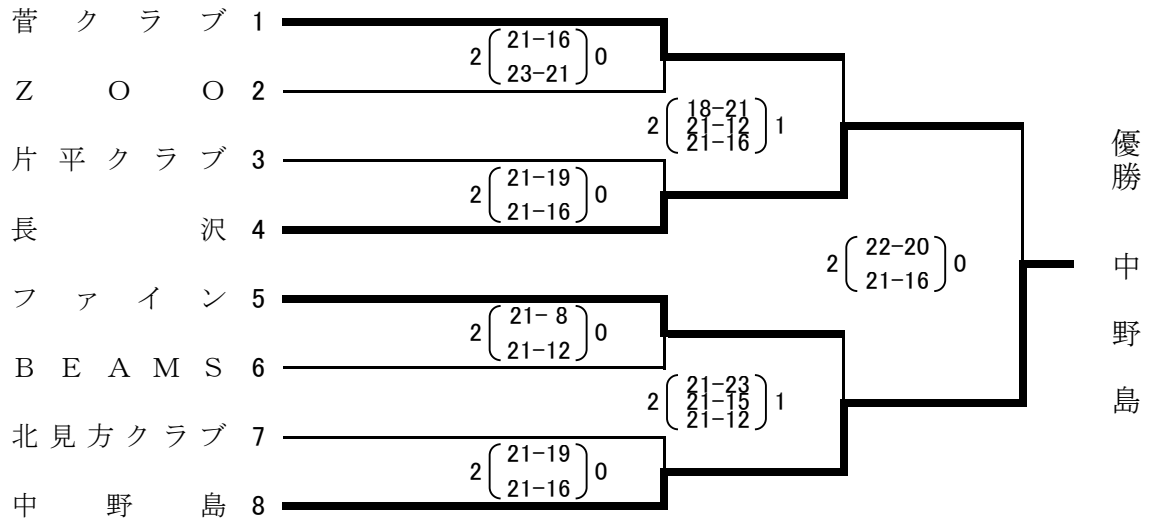 菅クラブ 1
2 21-16 0
23-21
ZOO 2
18-21
2 21-12 1
21-16
片平クラブ 3
2 21-19 0
21-16
長沢 4
2 22-20 0
21-16
ファイン 5
2 21- 8 0
21-12
BEAMS 6
21-23
2 21-15 1
21-12
北見方クラブ 7
2 21-19 0
21-16
中野島 8
優勝 中野島